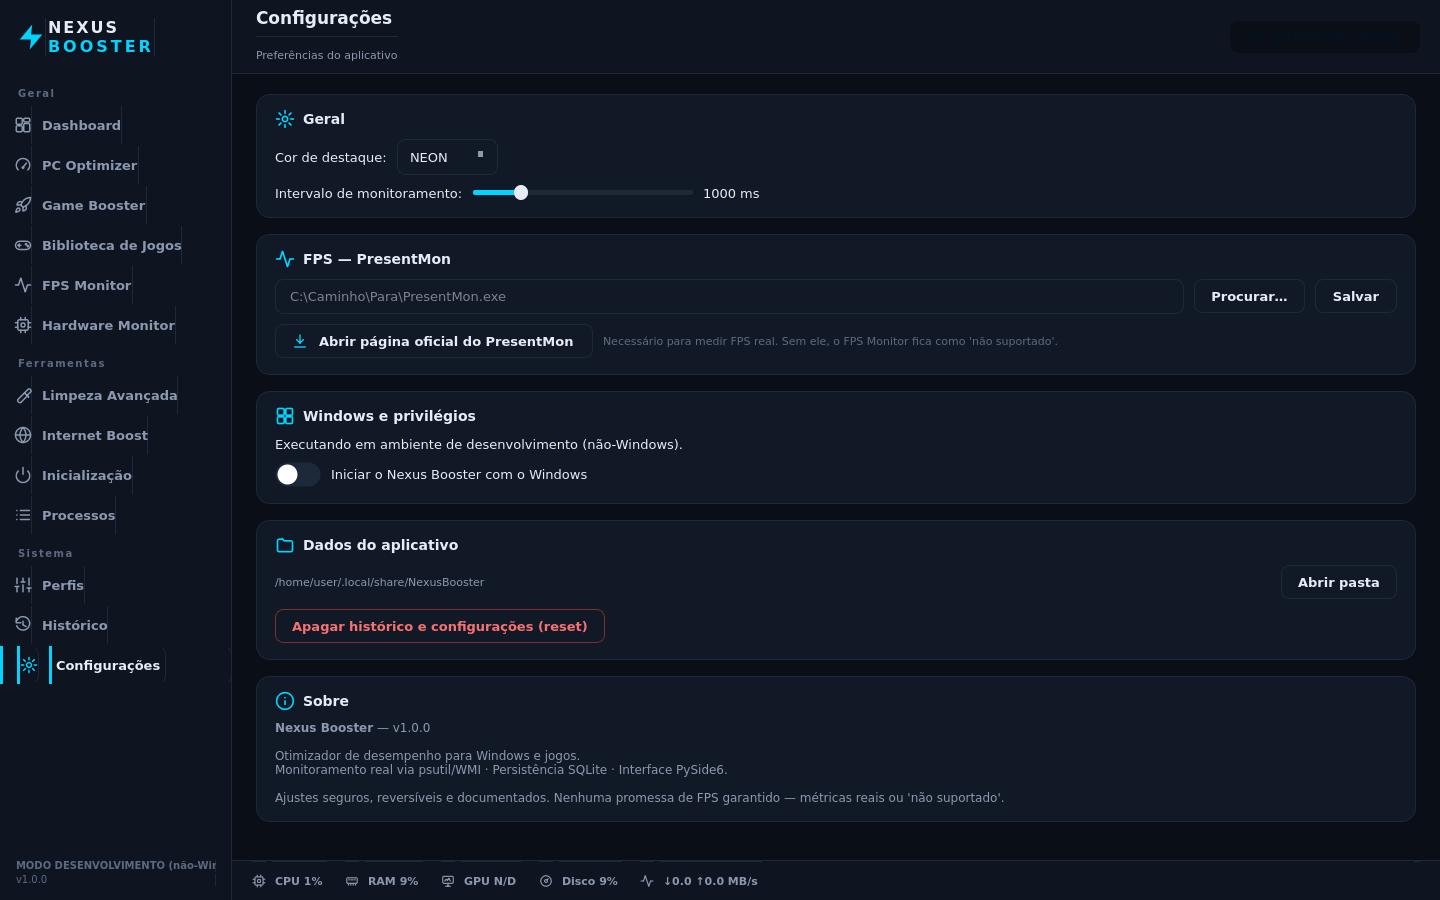 NEXUS
BOOSTER
Geral
Dashboard
PC Optimizer
Game Booster
Biblioteca de Jogos
FPS Monitor
Hardware Monitor
Ferramentas
Limpeza Avançada
Internet Boost
Inicialização
Processos
Sistema
Perfis
Histórico
Configurações
MODO DESENVOLVIMENTO (não-Win
v1.0.0
Configurações
Preferências do aplicativo
Geral
Cor de destaque: NEON
Intervalo de monitoramento: 1000 ms
FPS — PresentMon
C:\Caminho\Para\PresentMon.exe Procurar... Salvar
Abrir página oficial do PresentMon Necessário para medir FPS real. Sem ele, o FPS Monitor fica como 'não suportado'.
Windows e privilégios
Executando em ambiente de desenvolvimento (não-Windows).
Iniciar o Nexus Booster com o Windows
Dados do aplicativo
/home/user/.local/share/NexusBooster Abrir pasta
Apagar histórico e configurações (reset)
Sobre
Nexus Booster — v1.0.0
Otimizador de desempenho para Windows e jogos.
Monitoramento real via psutil/WMI · Persistência SQLite · Interface PySide6.
Ajustes seguros, reversíveis e documentados. Nenhuma promessa de FPS garantido — métricas reais ou 'não suportado'.
CPU 1% RAM 9% GPU N/D Disco 9% ↓0.0 ↑0.0 MB/s